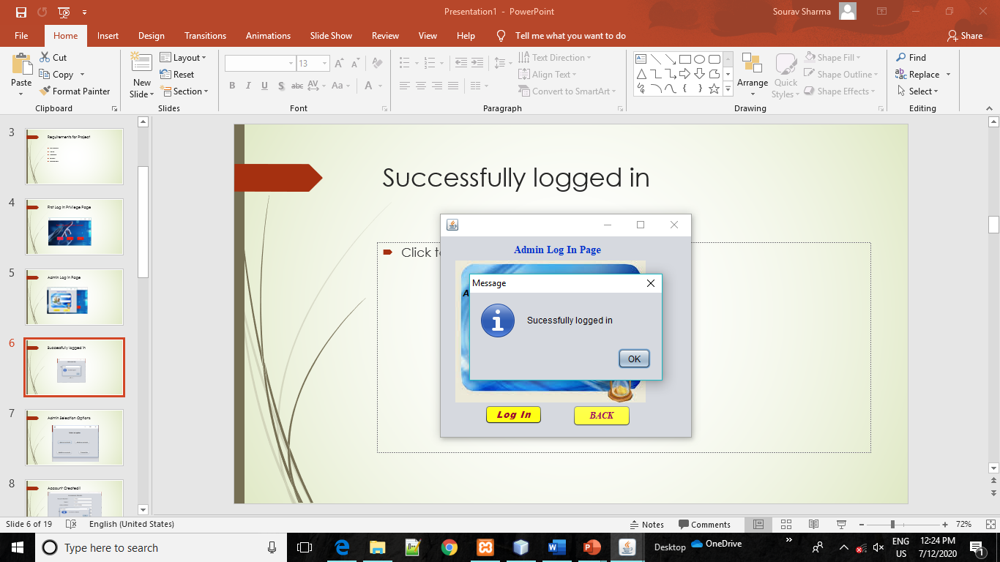 Presentation1 - PowerPoint
Sourav Sharma
File Home Insert Design Transitions Animations Slide Show Review View Help Tell me what you want to do Share
Paste
Cut
Copy
Format Painter
Clipboard
New Slide
Layout
Reset
Section
Slides
13
B I U S abc AV Aa A
Font
Text Direction
Align Text
Convert to SmartArt
Paragraph
Arrange
Quick Styles
Shape Fill
Shape Outline
Shape Effects
Drawing
Find
Replace
Select
Editing
3
Requirements for Project
4
First Log In Privilege Page
5
Admin Log in Page
6
Successfully logged in
7
Admin Selection Options
8
Account Created!!
Successfully logged in
Click
Admin Log In Page
Message
Sucessfully logged in
OK
Log In
BACK
Slide 6 of 19 English (United States) Notes Comments 72%
Type here to search
Desktop OneDrive
ENG US
12:24 PM
7/12/2020
1